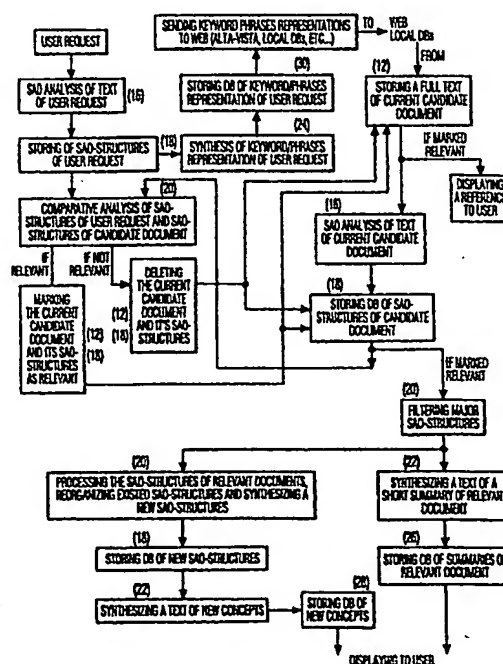 USER REQUEST
SAO ANALYSIS OF TEXT
OF USER REQUEST
(16)
STORING OF SAO-STRUCTURES
OF USER REQUEST
(18)
SYNTHESIS OF KEYWORD/PHRASES
REPRESENTATION OF USER REQUEST
(24)
STORING DB OF KEYWORD/PHRASES
REPRESENTATION OF USER REQUEST
(30)
SENDING KEYWORD PHRASES REPRESENTATIONS
TO WEB (ALTA-VISTA, LOCAL DBs, ETC...)
TO
WEB
LOCAL DBs
FROM
(12)
STORING A FULL TEXT
OF CURRENT CANDIDATE
DOCUMENT
IF MARKED
RELEVANT
DISPLAYING
A REFERENCE
TO USER
(20)
COMPARATIVE ANALYSIS OF SAO-
STRUCTURES OF USER REQUEST AND SAO-
STRUCTURES OF CANDIDATE DOCUMENT
IF
RELEVANT
IF NOT
RELEVANT
MARKING
THE CURRENT
CANDIDATE
DOCUMENT
AND ITS SAO-
STRUCTURES
AS RELEVANT
(12)
(18)
DELETING
THE CURRENT
CANDIDATE
DOCUMENT
AND IT'S SAO-
STRUCTURES
(12)
(18)
(16)
SAO ANALYSIS OF TEXT
OF CURRENT CANDIDATE
DOCUMENT
(18)
STORING DB OF SAO-
STRUCTURES OF CANDIDATE
DOCUMENT
IF MARKED
RELEVANT
(20)
FILTERING MAJOR
SAO-STRUCTURES
(20)
PROCESSING THE SAO-STRUCTURES OF RELEVANT DOCUMENTS,
REORGANIZING EXISTED SAO-STRUCTURES AND SYNTHESIZING A
NEW SAO-STRUCTURES
(22)
SYNTHESIZING A TEXT OF A
SHORT SUMMARY OF RELEVANT
DOCUMENT
(18)
STORING DB OF NEW SAO-STRUCTURES
(26)
STORING DB OF SUMMARIES OF
RELEVANT DOCUMENT
(22)
SYNTHESIZING A TEXT OF NEW CONCEPTS
STORING DB OF
NEW CONCEPTS
DISPLAYING TO USER